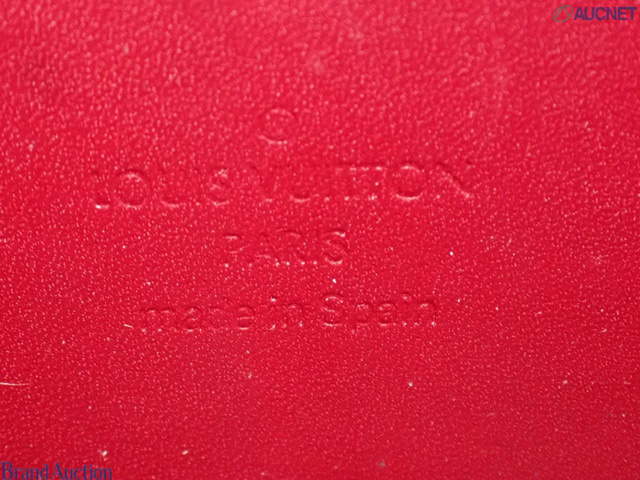 AUCNET
®
LOUIS VUITTON
PARIS
made in Spain
Brand Auction